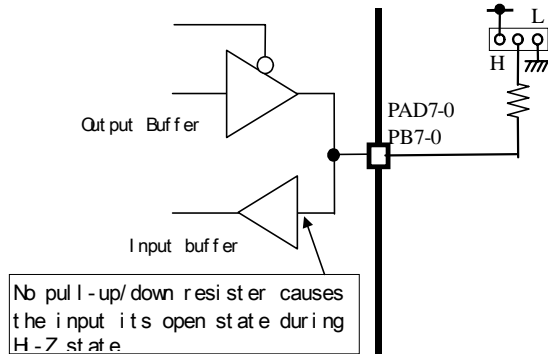 L
H
PAD7-0
PB7-0
Output Buffer
Input buffer
No pull-up/down resister causes
the input its open state during
H-Z state